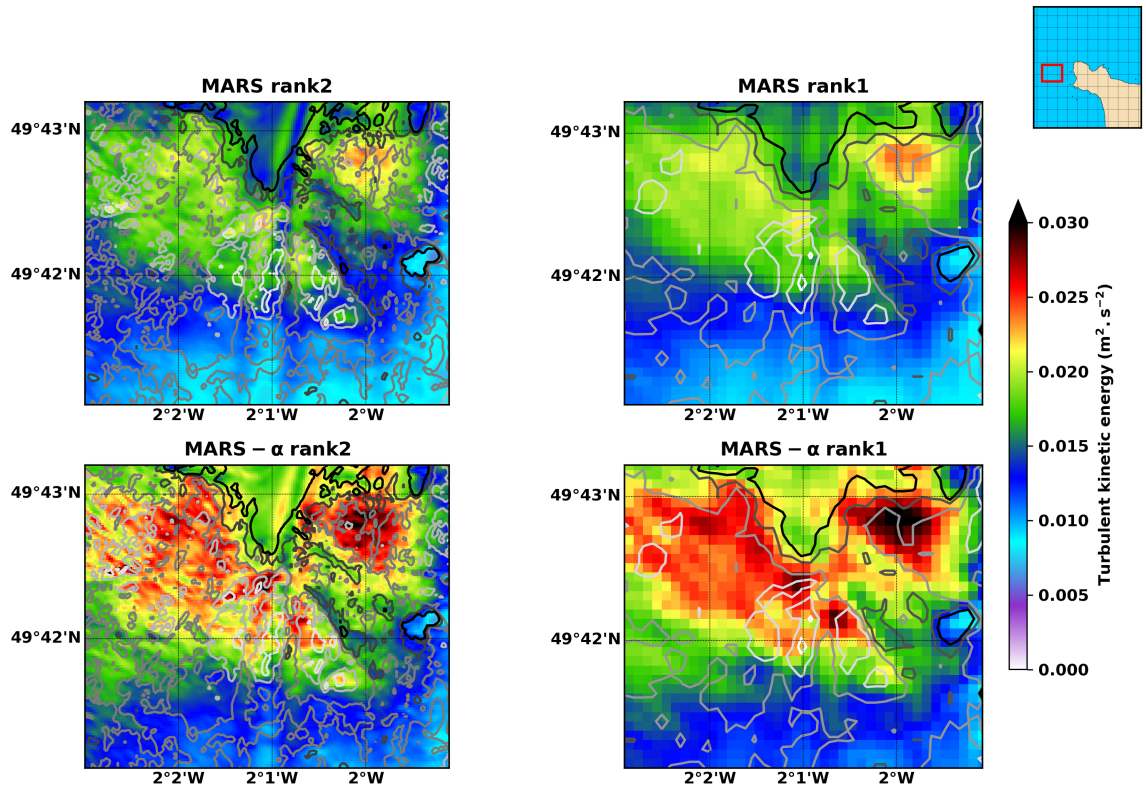 MARS rank2
MARS rank1
49°43'N
49°42'N
2°2'W
2°1'W
2°W
49°43'N
49°42'N
2°2'W
2°1'W
2°W
MARS − α rank2
MARS − α rank1
49°43'N
49°42'N
2°2'W
2°1'W
2°W
49°43'N
49°42'N
2°2'W
2°1'W
2°W
0.030
0.025
0.020
0.015
0.010
0.005
0.000
Turbulent kinetic energy (m².s⁻²)